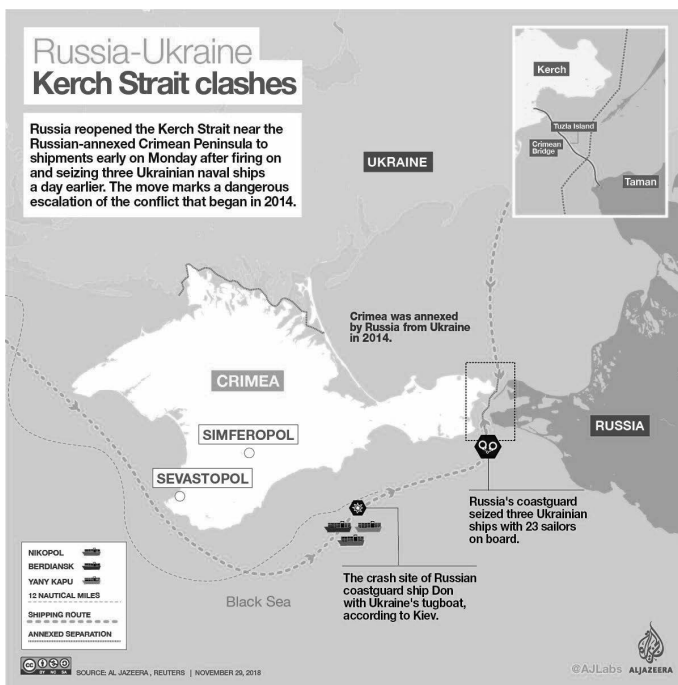 Russia-Ukraine
Kerch Strait clashes
Russia reopened the Kerch Strait near the
Russian-annexed Crimean Peninsula to
shipments early on Monday after firing on
and seizing three Ukrainian naval ships
a day earlier. The move marks a dangerous
escalation of the conflict that began in 2014.
Kerch
Tuzla Island
Crimean
Bridge
Taman
UKRAINE
Crimea was annexed
by Russia from Ukraine
in 2014.
CRIMEA
RUSSIA
SIMFEROPOL
SEVASTOPOL
Russia's coastguard
seized three Ukrainian
ships with 23 sailors
on board.
The crash site of Russian
coastguard ship Don
with Ukraine's tugboat,
according to Kiev.
Black Sea
NIKOPOL
BERDIANSK
YANY KAPU
12 NAUTICAL MILES
SHIPPING ROUTE
ANNEXED SEPARATION
cc BY NC SA
SOURCE: AL JAZEERA, REUTERS | NOVEMBER 29, 2018
@AJLabs ALJAZEERA